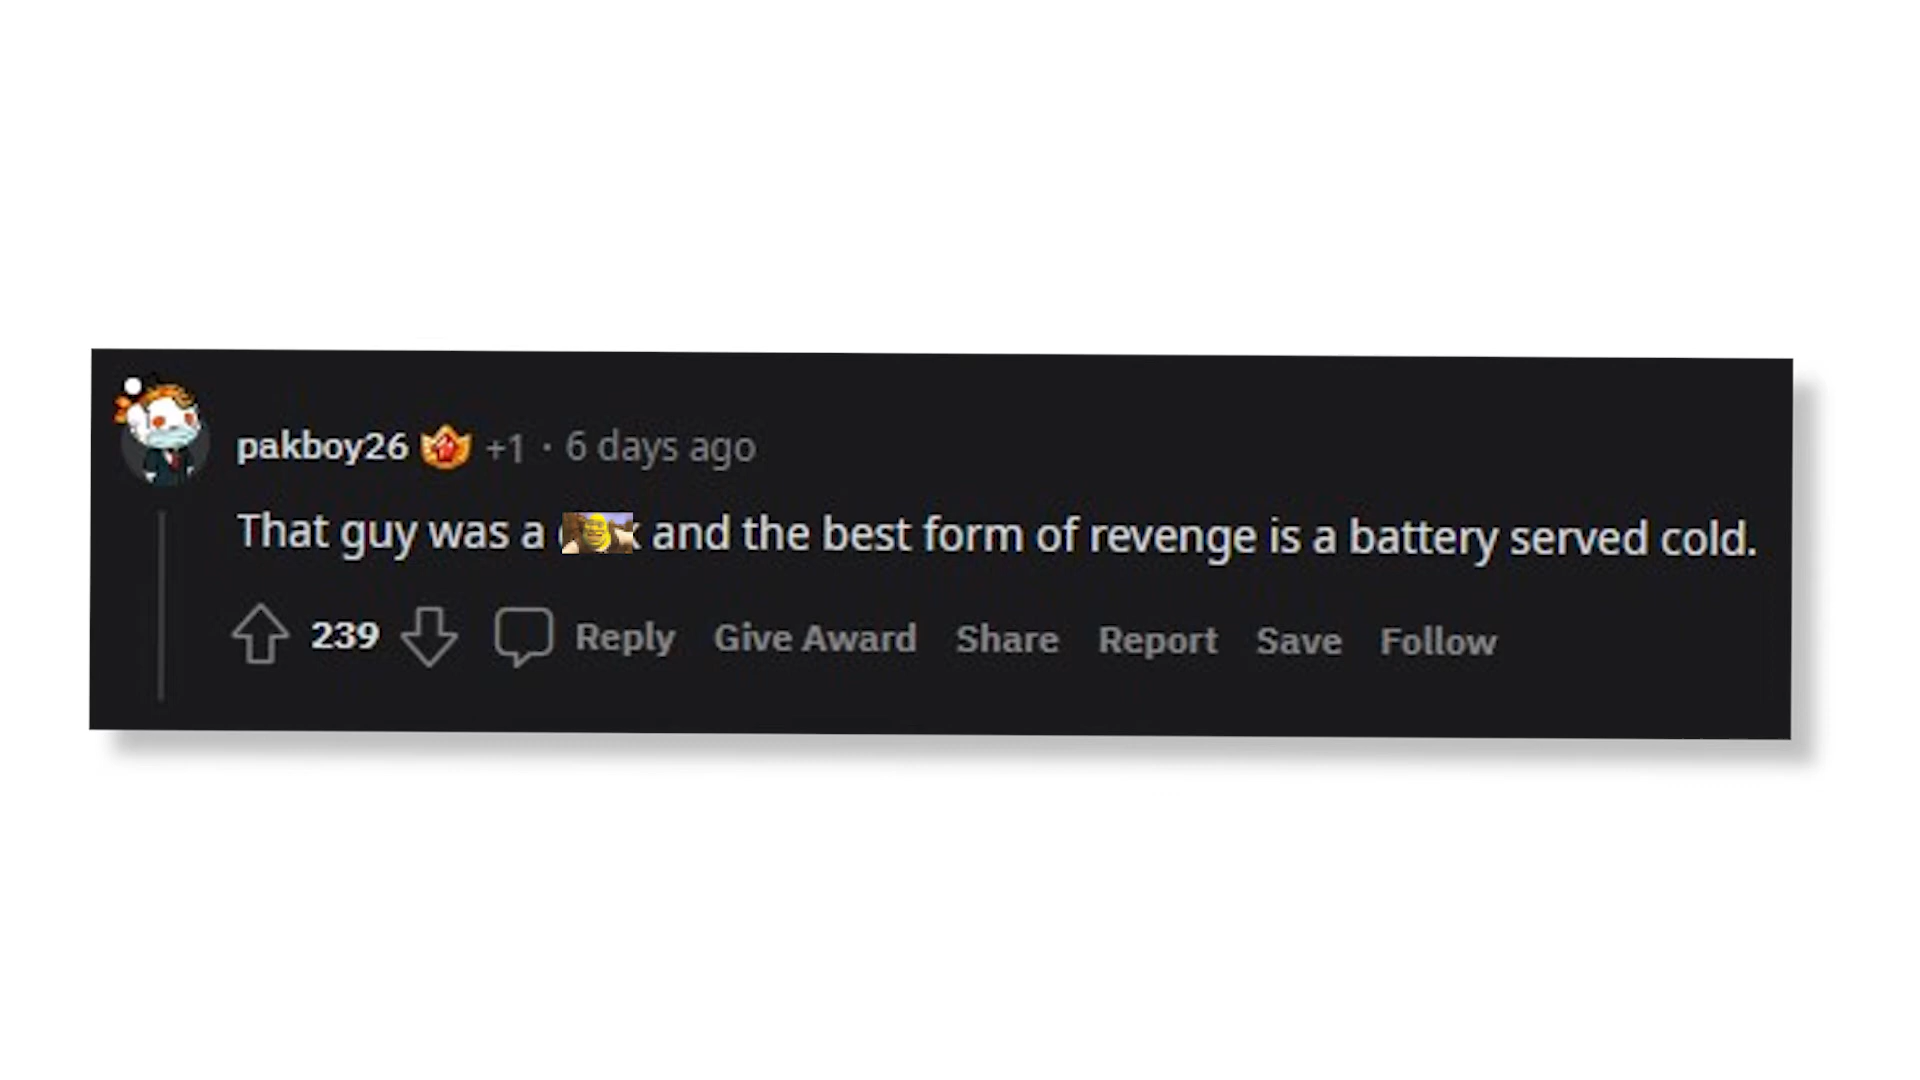 pakboy26 +1 · 6 days ago
That guy was a and the best form of revenge is a battery served cold.
239 Reply Give Award Share Report Save Follow